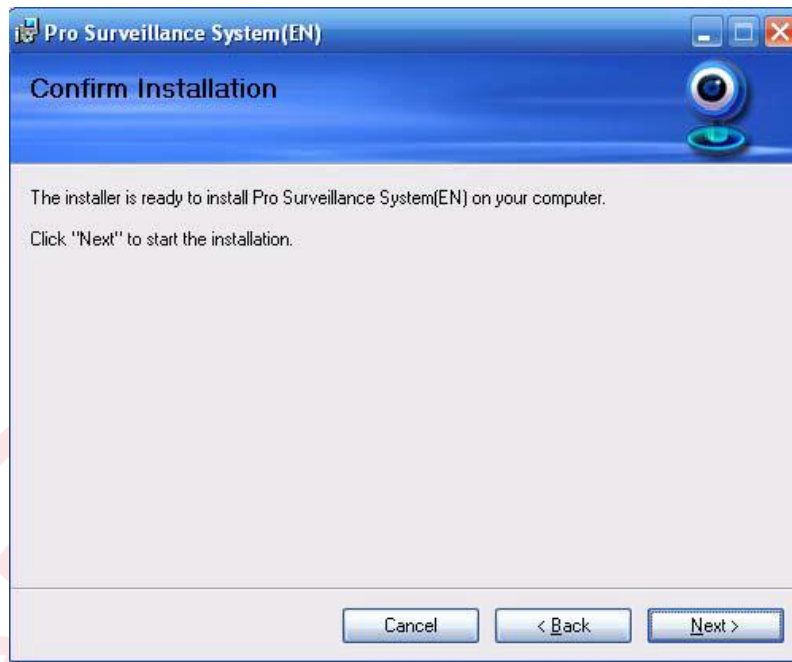 Pro Surveillance System(EN)
Confirm Installation
The installer is ready to install Pro Surveillance System(EN) on your computer.
Click "Next" to start the installation.
Cancel
< Back
Next >